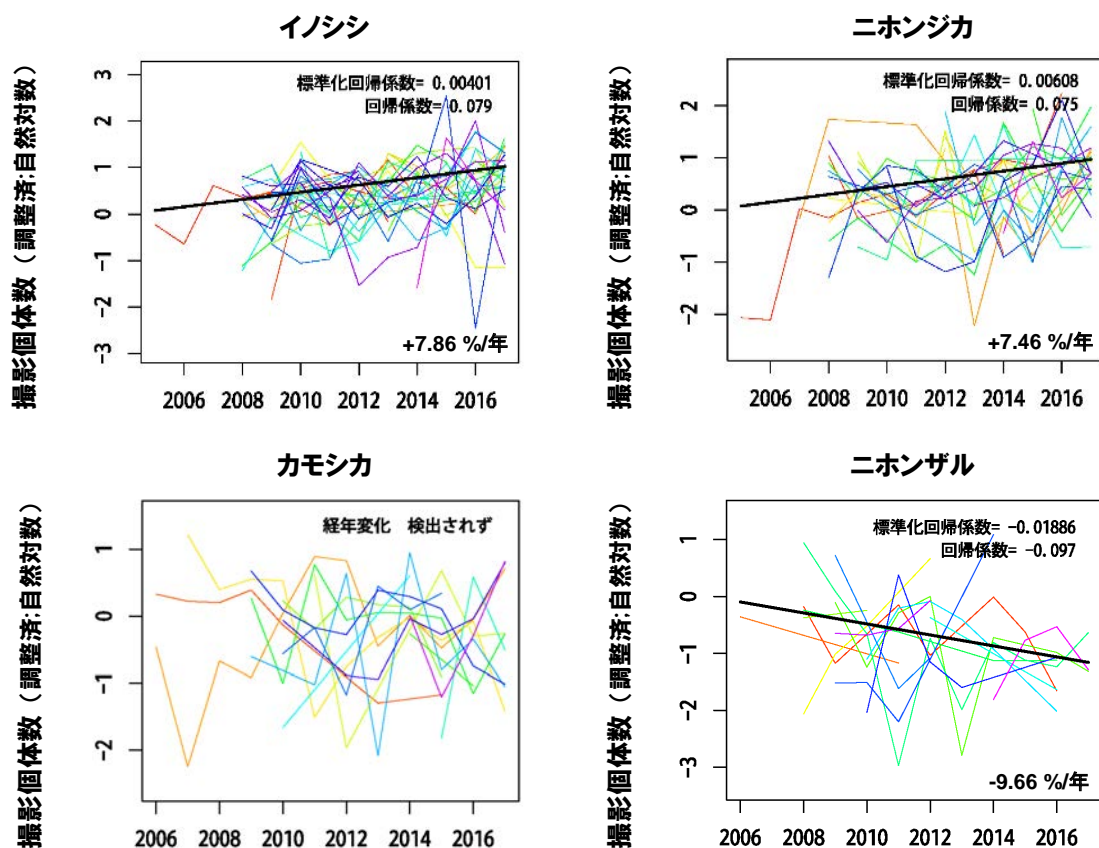 イノシシ
撮影個体数（調整済;自然対数）
標準化回帰係数= 0.00401
回帰係数= 0.079
3
2
1
0
-1
-2
-3
+7.86 %/年
2006 2008 2010 2012 2014 2016
ニホンジカ
撮影個体数（調整済;自然対数）
標準化回帰係数= 0.00608
回帰係数= 0.075
2
1
0
-1
-2
+7.46 %/年
2006 2008 2010 2012 2014 2016
カモシカ
撮影個体数（調整済;自然対数）
経年変化 検出されず
1
0
-1
-2
2006 2008 2010 2012 2014 2016
ニホンザル
撮影個体数（調整済;自然対数）
標準化回帰係数= -0.01886
回帰係数= -0.097
1
0
-1
-2
-3
-9.66 %/年
2006 2008 2010 2012 2014 2016